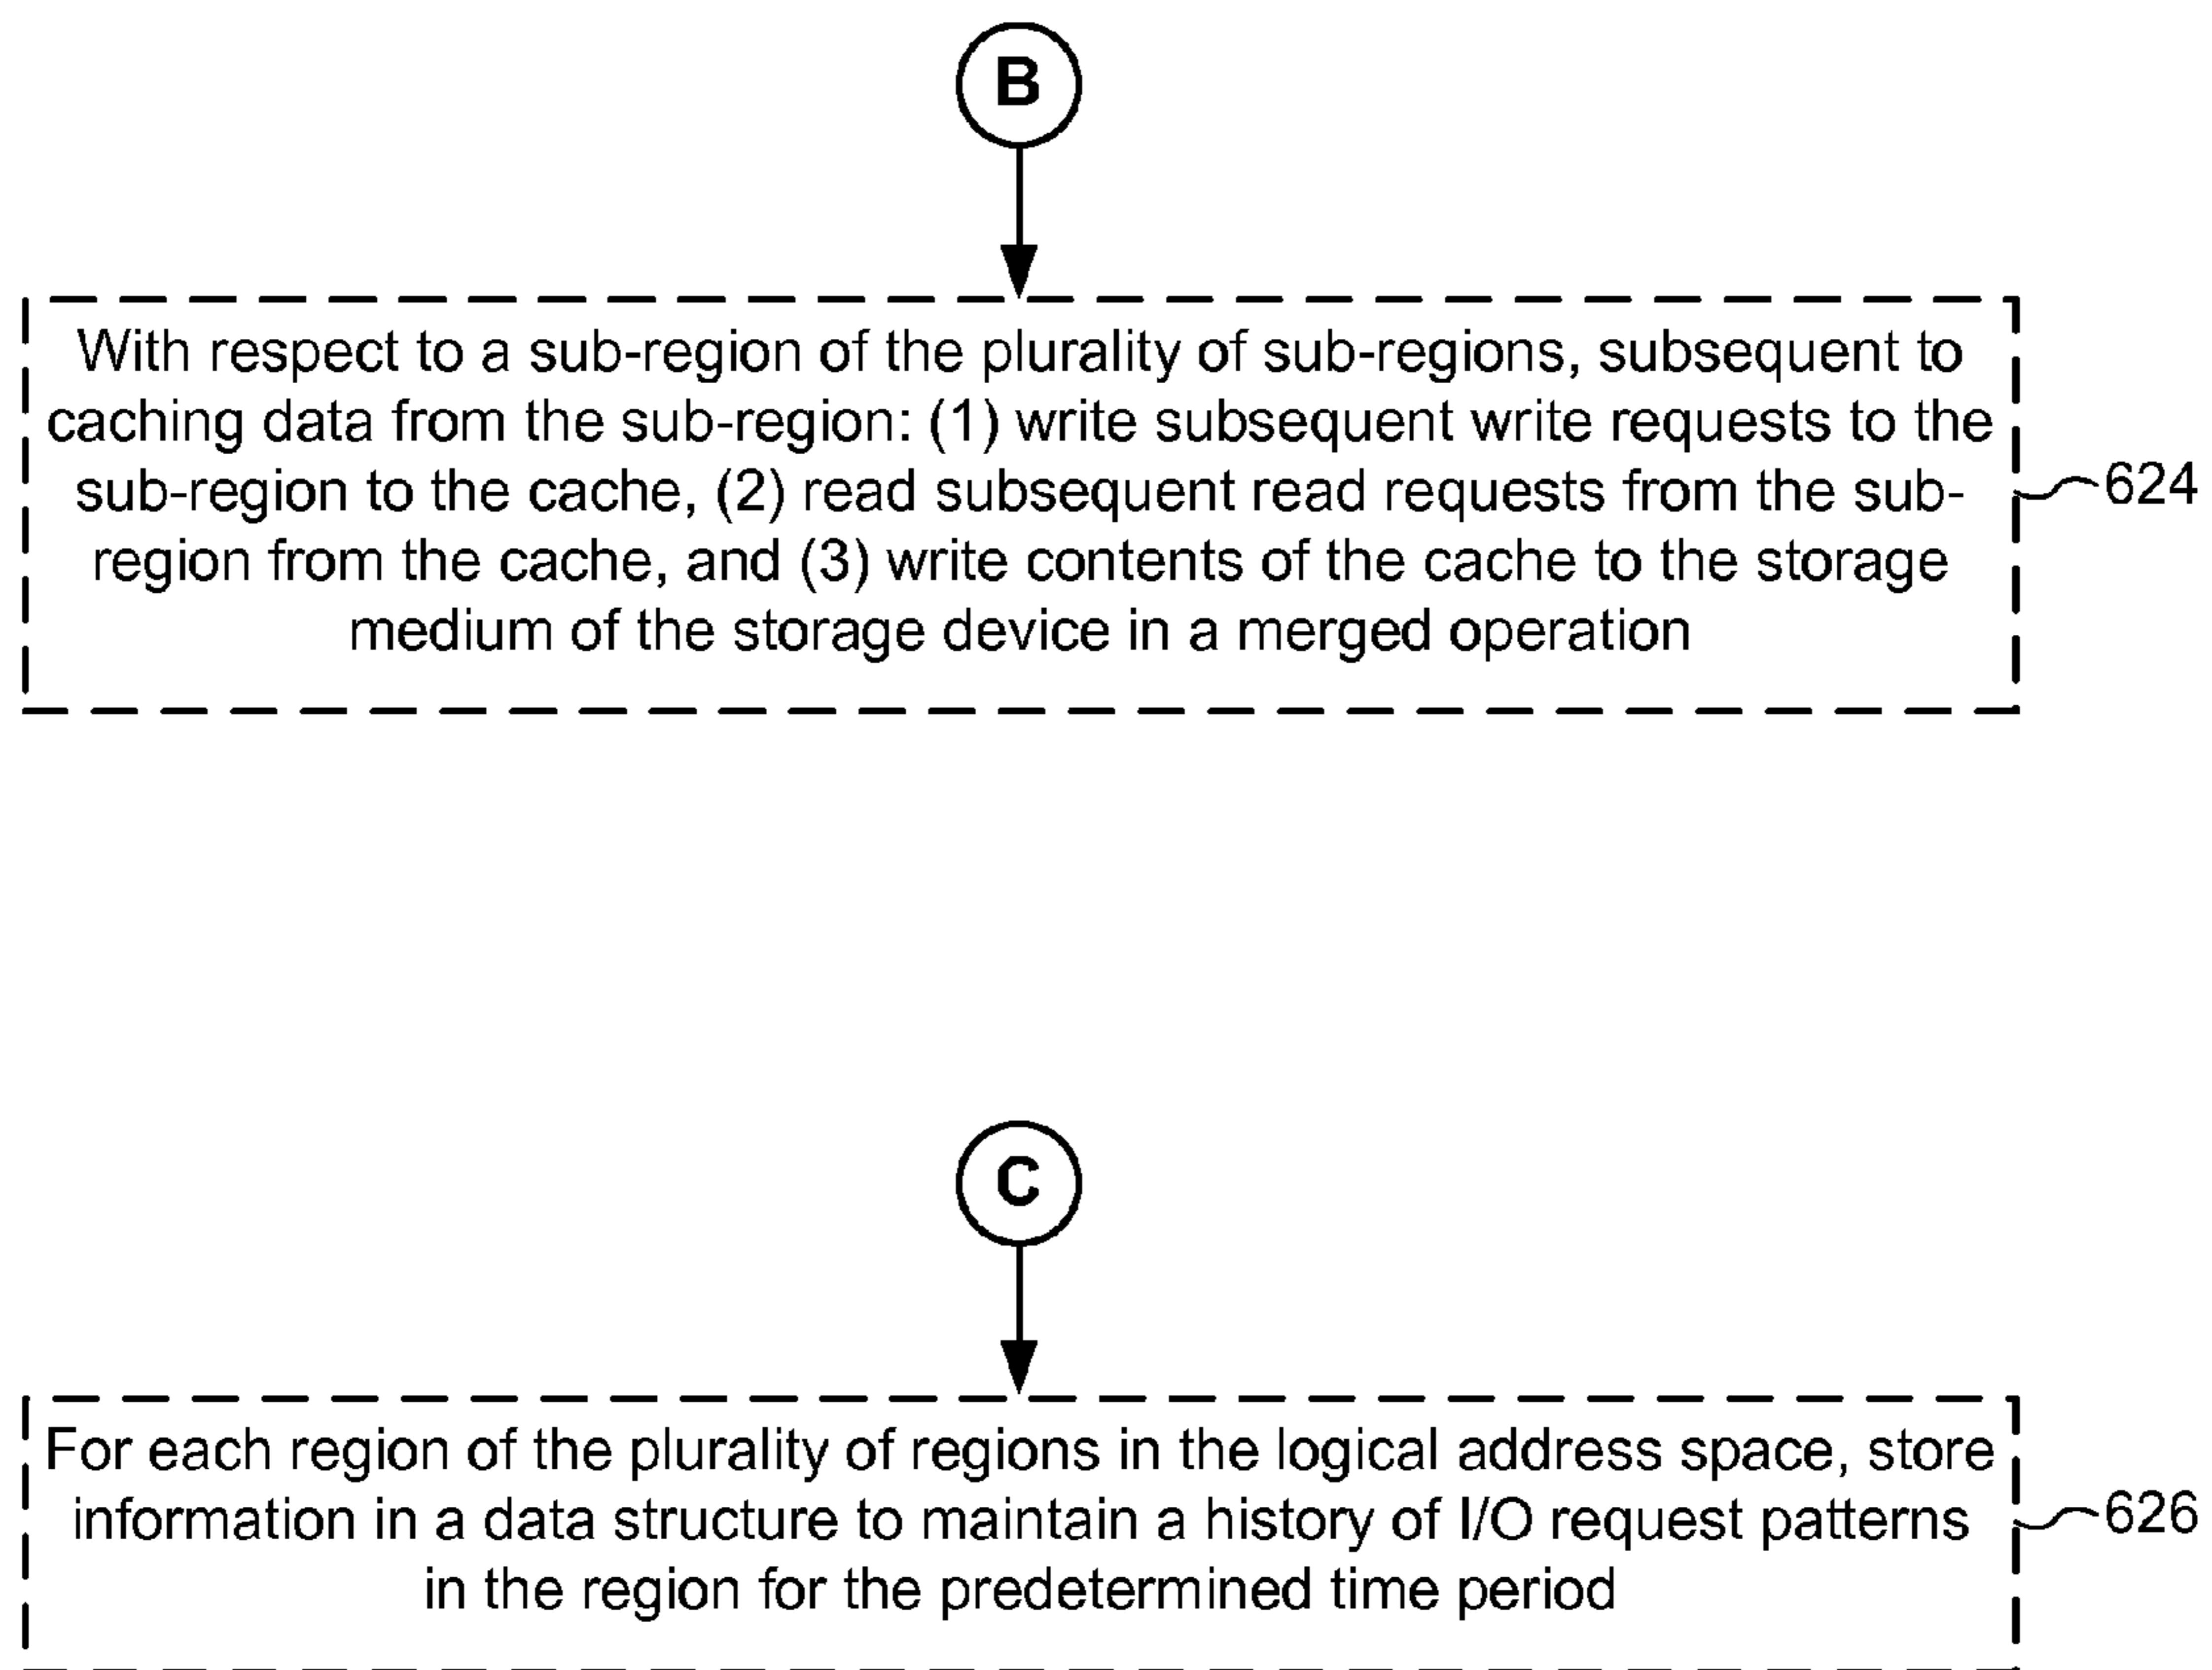 B
With respect to a sub-region of the plurality of sub-regions, subsequent to
caching data from the sub-region: (1) write subsequent write requests to the
sub-region to the cache, (2) read subsequent read requests from the sub-
region from the cache, and (3) write contents of the cache to the storage
medium of the storage device in a merged operation
624
C
For each region of the plurality of regions in the logical address space, store
information in a data structure to maintain a history of I/O request patterns
in the region for the predetermined time period
626